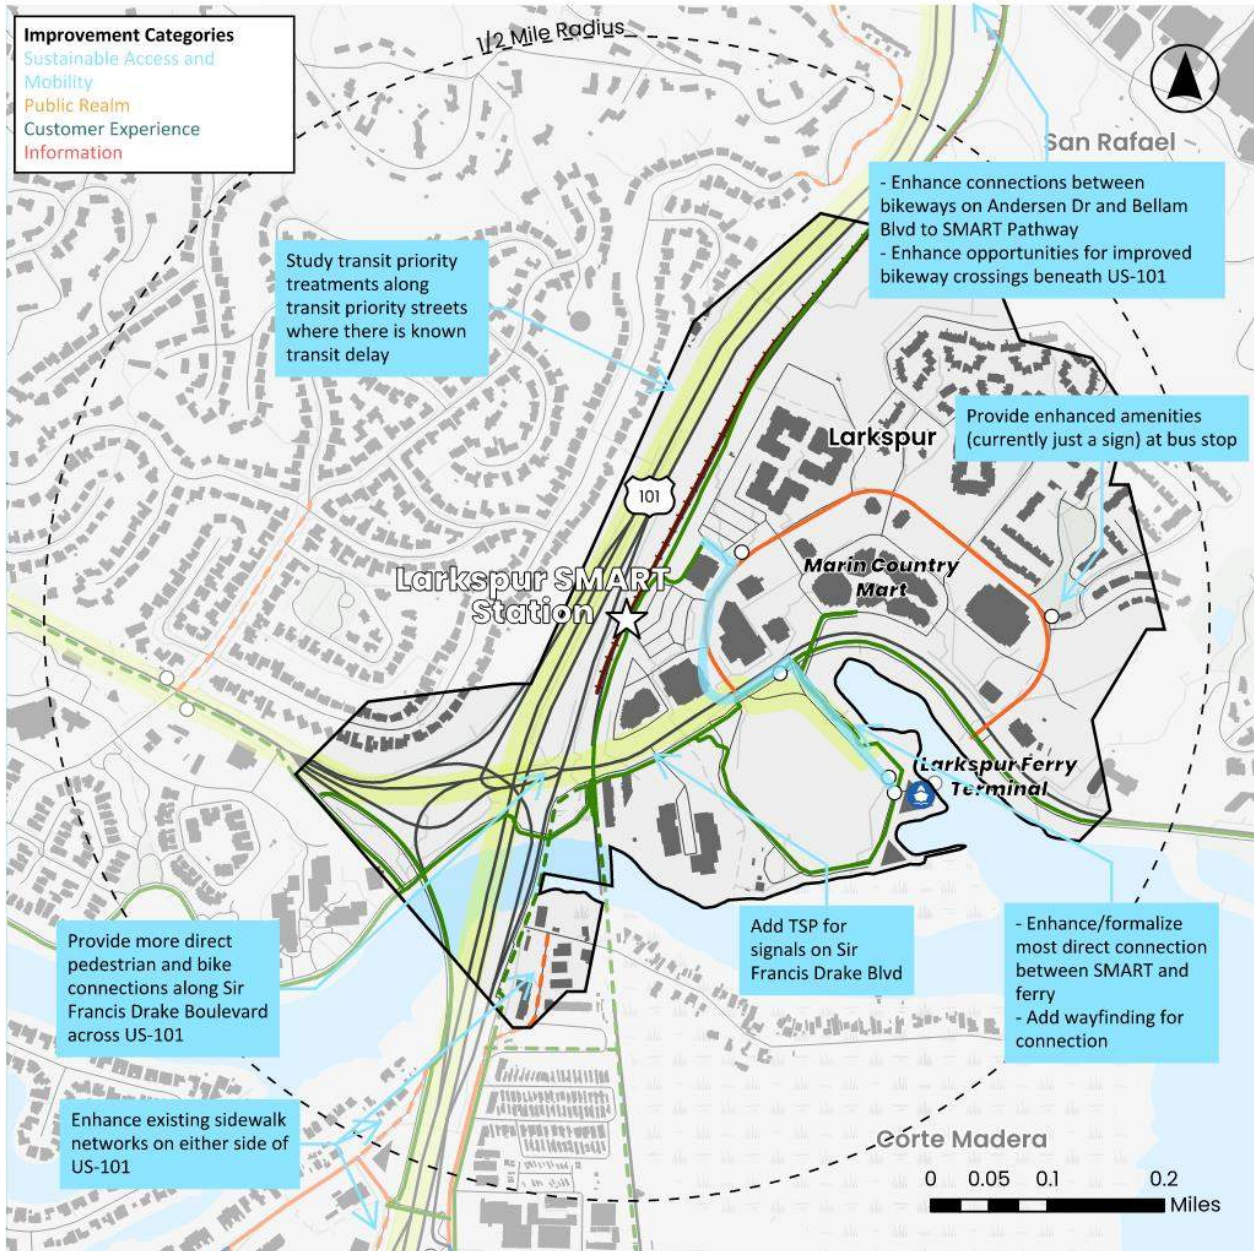 Improvement Categories
Sustainable Access and
Mobility
Public Realm
Customer Experience
Information
1/2 Mile Radius
San Rafael
- Enhance connections between
bikeways on Andersen Dr and Bellam
Blvd to SMART Pathway
- Enhance opportunities for improved
bikeway crossings beneath US-101
Study transit priority
treatments along
transit priority streets
where there is known
transit delay
Provide enhanced amenities
(currently just a sign) at bus stop
Larkspur
101
Marin Country
Mart
Larkspur SMART
Station
Larkspur Ferry
Terminal
Provide more direct
pedestrian and bike
connections along Sir
Francis Drake Boulevard
across US-101
Add TSP for
signals on Sir
Francis Drake Blvd
- Enhance/formalize
most direct connection
between SMART and
ferry
- Add wayfinding for
connection
Enhance existing sidewalk
networks on either side of
US-101
Corte Madera
0 0.05 0.1 0.2
Miles